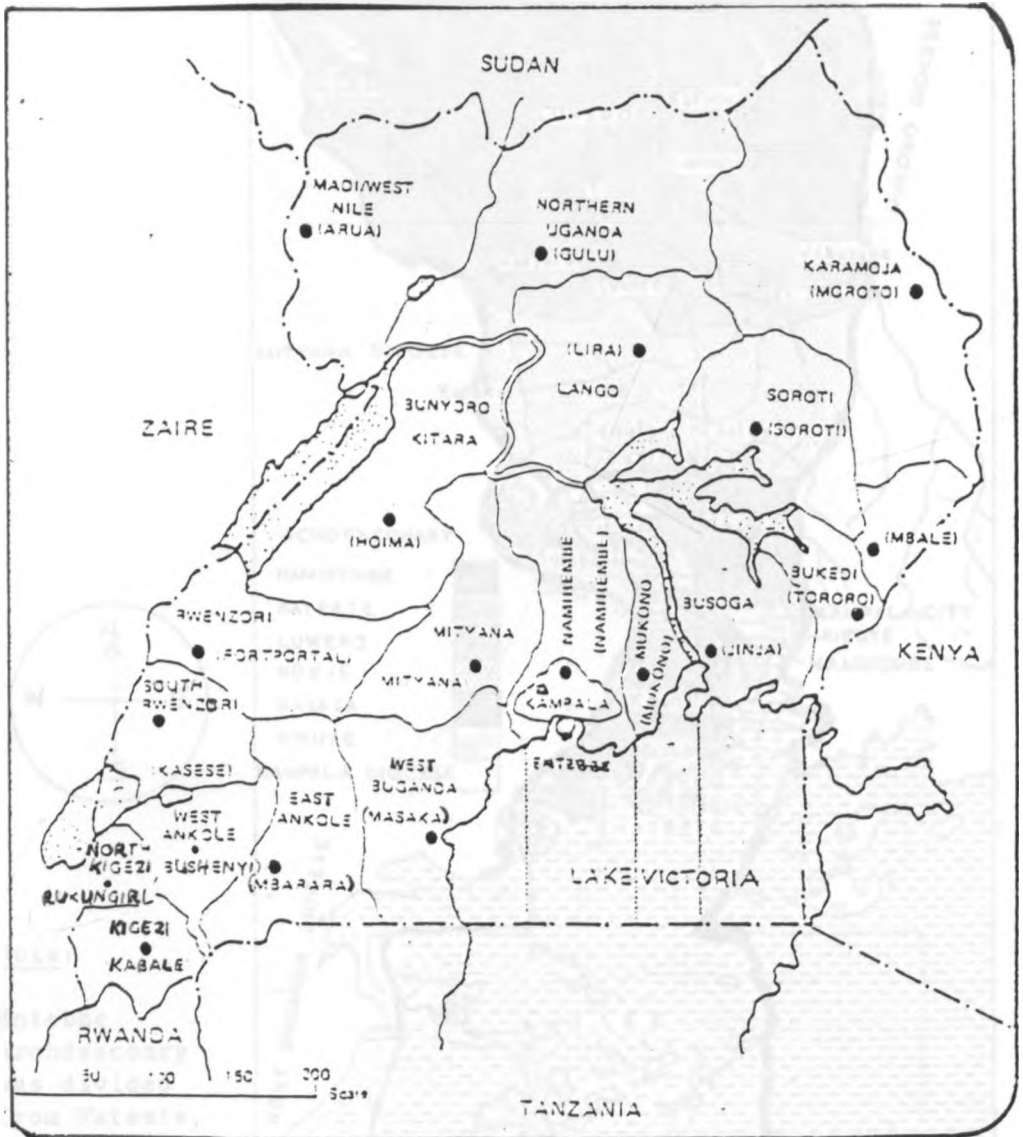 SUDAN
MADI/WEST
NILE
(ARUA)
NORTHERN
UGANDA
(GULU)
KARAMOJA
(MOROTO)
(LIRA)
LANGO
SOROTI
(SOROTI)
ZAIRE
BUNYORO
KITARA
(HOIMA)
(MBALE)
BUKEDI
(TORORO)
KENYA
NAMIREMBE
(NAMIREMBE)
MUKONO
(MUKONO)
BUSOGA
(JINJA)
RWENZORI
(FORTPORTAL)
MITYANA
MITYANA
SOUTH
RWENZORI
(KASESE)
KAMPALA
WEST
BUGANDA
(MASAKA)
EAST
ANKOLE
(MBARARA)
WEST
ANKOLE
BUSHENYI
NORT-
KIGEZI
RUKUNGIRI
KIGEZI
KABALE
LAKE VICTORIA
RWANDA
50 100 150 200
Scale
TANZANIA